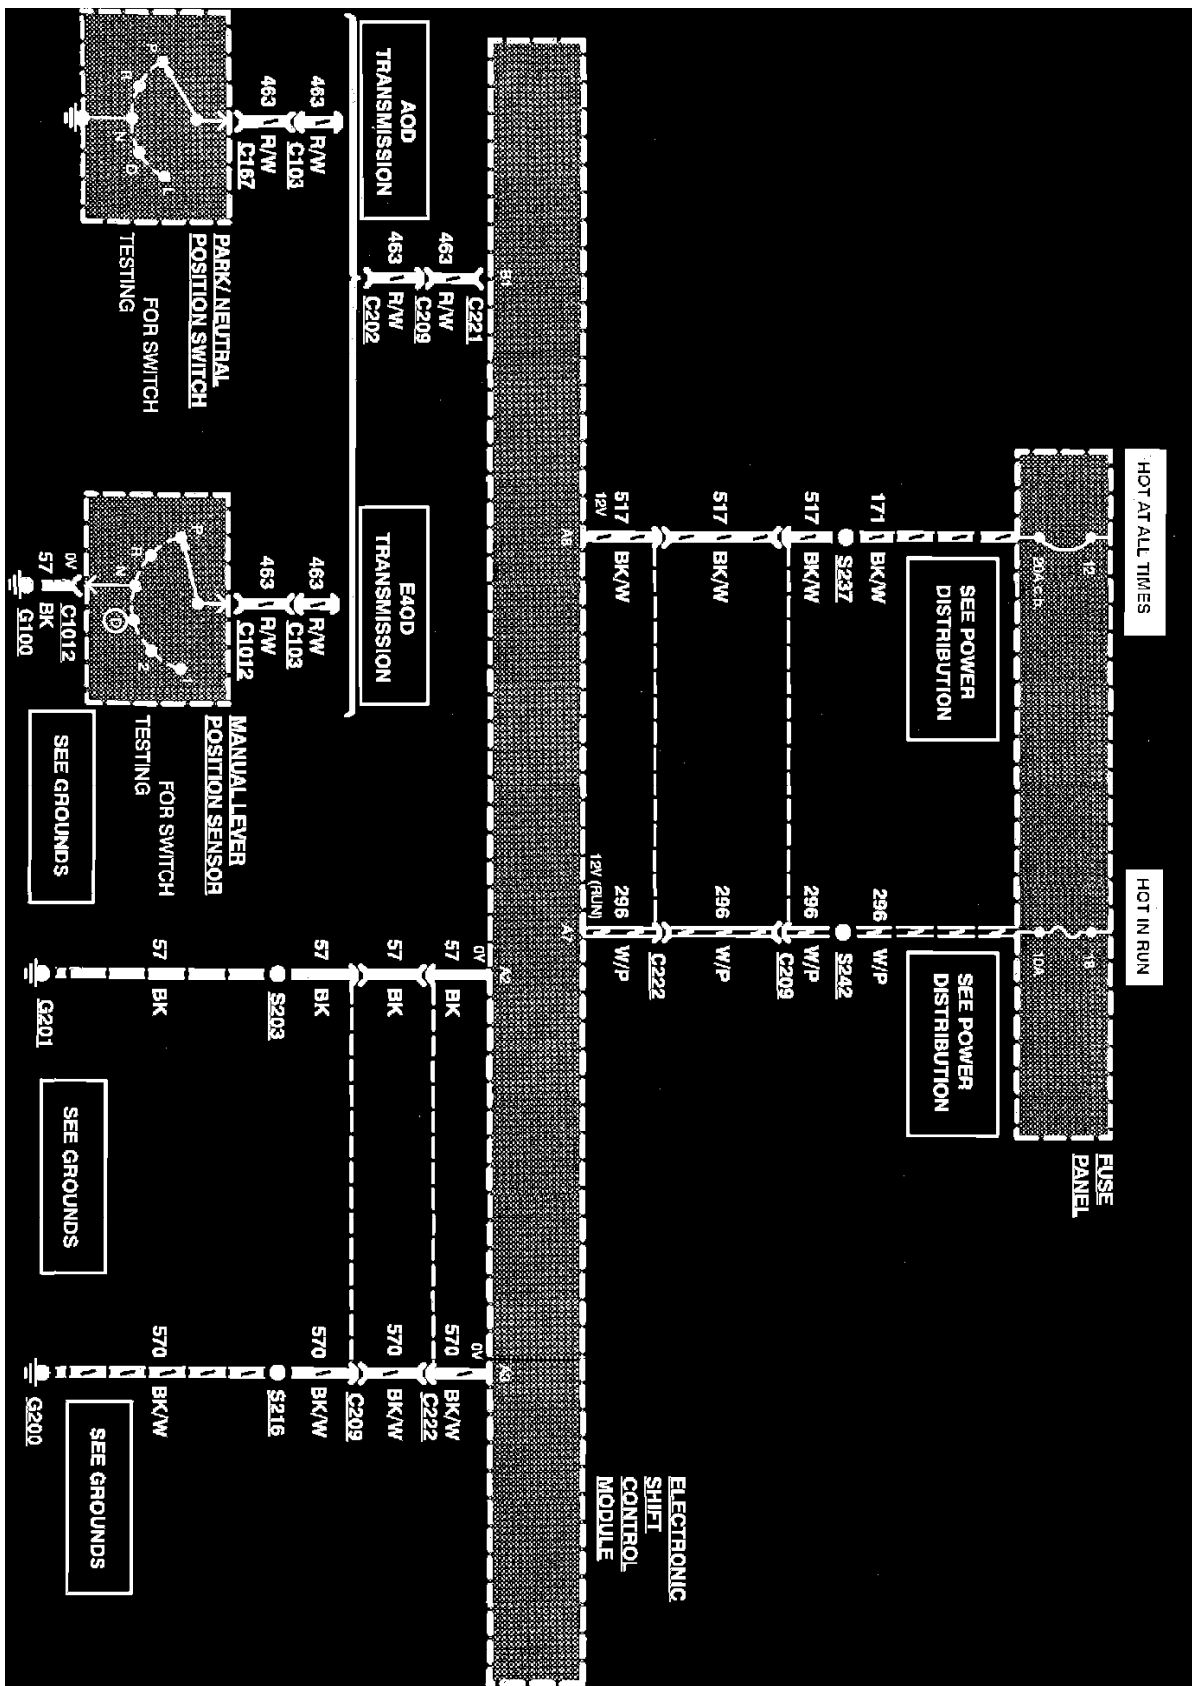 HOT AT ALL TIMES
HOT IN RUN
12
20A c.b.
18
10A
FUSE
PANEL
SEE POWER
DISTRIBUTION
SEE POWER
DISTRIBUTION
171 BK/W
296 W/P
S237
S242
517 BK/W
296 W/P
C209
517 BK/W
296 W/P
C222
517 BK/W
12V
296 W/P
12V (RUN)
A6
A7
ELECTRONIC
SHIFT
CONTROL
MODULE
B1
A2
A3
0V
0V
C221
463 R/W
57 BK
570 BK/W
C209
C222
463 R/W
57 BK
570 BK/W
C202
C209
AOD
TRANSMISSION
E4OD
TRANSMISSION
463 R/W
463 R/W
57 BK
570 BK/W
C103
C103
S203
S216
463 R/W
463 R/W
C167
C1012
PARK/NEUTRAL
POSITION SWITCH
FOR SWITCH
TESTING
P
R
N
D
L
MANUAL LEVER
POSITION SENSOR
FOR SWITCH
TESTING
P
R
N
D
2
1
57 BK
570 BK/W
0V
C1012
57 BK
G100
SEE GROUNDS
G201
SEE GROUNDS
G200
SEE GROUNDS